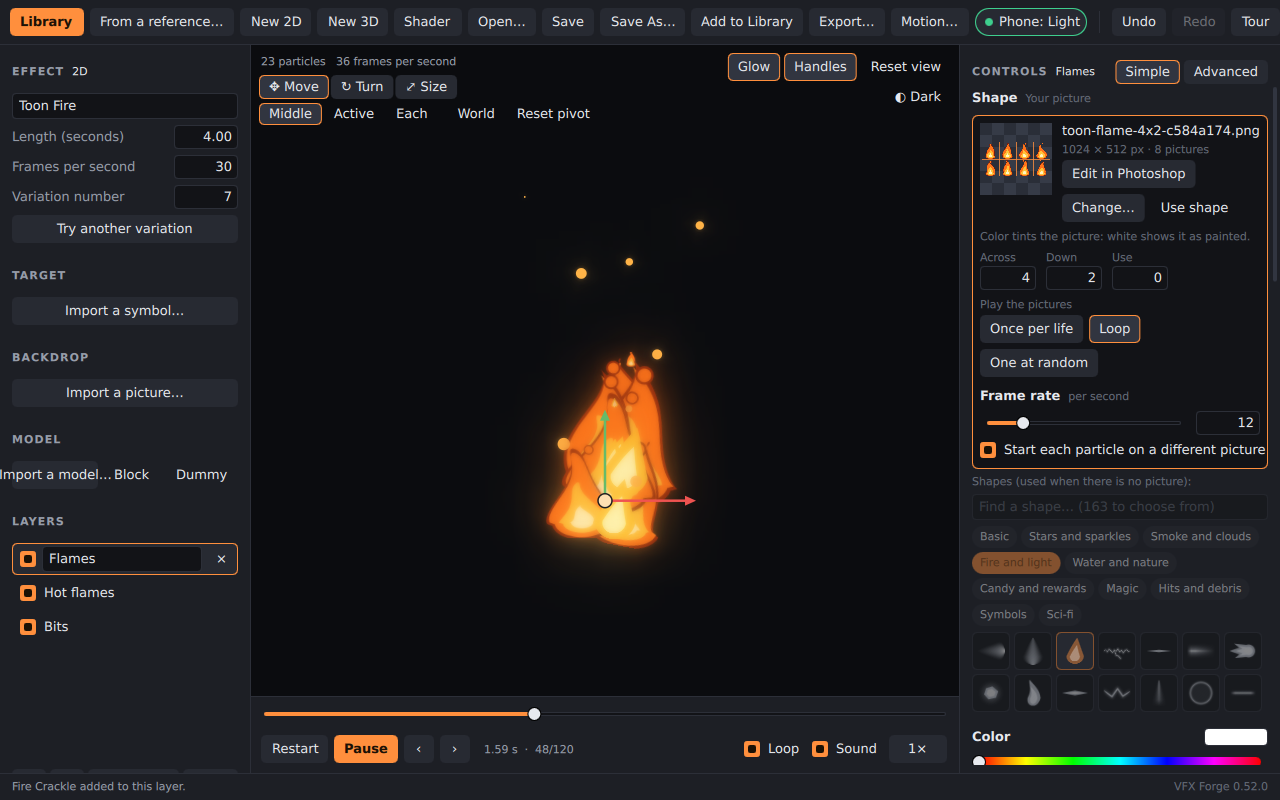 Library From a reference... New 2D New 3D Shader Open... Save Save As... Add to Library Export... Motion... Phone: Light Undo Redo Tour
EFFECT 2D
Toon Fire
Length (seconds) 4.00
Frames per second 30
Variation number 7
Try another variation
TARGET
Import a symbol...
BACKDROP
Import a picture...
MODEL
Import a model... Block Dummy
LAYERS
Flames ×
Hot flames
Bits
23 particles 36 frames per second
Move Turn Size
Middle Active Each World Reset pivot
Glow Handles Reset view
Dark
Restart Pause ‹ › 1.59 s · 48/120 Loop Sound 1×
CONTROLS Flames Simple Advanced
Shape Your picture
toon-flame-4x2-c584a174.png
1024 × 512 px · 8 pictures
Edit in Photoshop
Change... Use shape
Color tints the picture: white shows it as painted.
Across Down Use
4 2 0
Play the pictures
Once per life Loop
One at random
Frame rate per second
12
Start each particle on a different picture
Shapes (used when there is no picture):
Find a shape... (163 to choose from)
Basic Stars and sparkles Smoke and clouds
Fire and light Water and nature
Candy and rewards Magic Hits and debris
Symbols Sci-fi
Color
Fire Crackle added to this layer.
VFX Forge 0.52.0